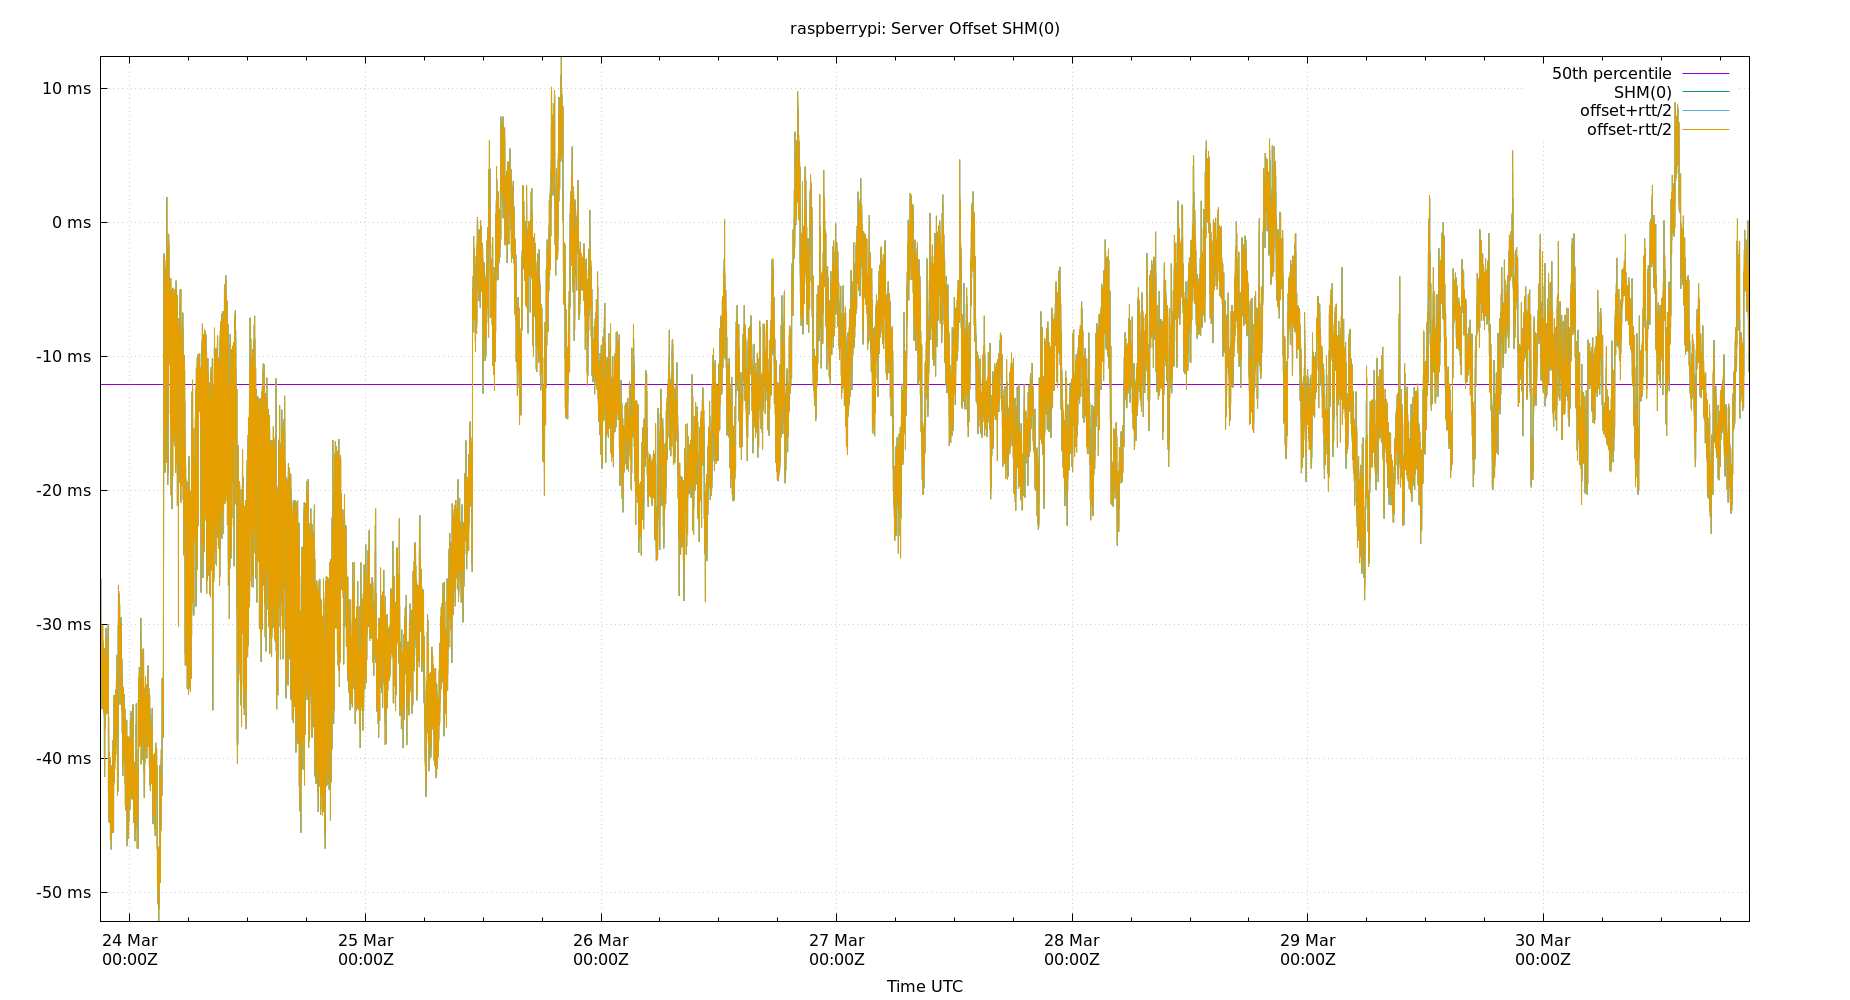 raspberrypi: Server Offset SHM(0)
50th percentile
SHM(0)
offset+rtt/2
offset-rtt/2
10 ms
0 ms
-10 ms
-20 ms
-30 ms
-40 ms
-50 ms
24 Mar 25 Mar 26 Mar 27 Mar 28 Mar 29 Mar 30 Mar
00:00Z 00:00Z 00:00Z 00:00Z 00:00Z 00:00Z 00:00Z
Time UTC